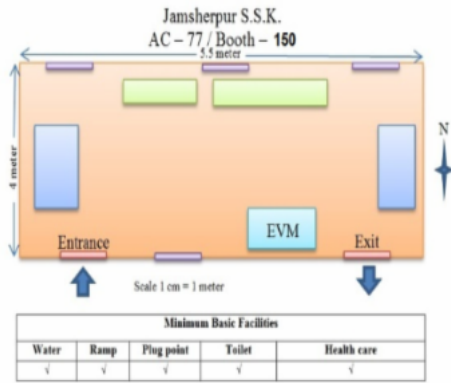 Jamsherpur S.S.K.
AC – 77 / Booth – 150
5.5 meter
N
4 meter
EVM
Entrance
Exit
Scale 1 cm = 1 meter
Minimum Basic Facilities
Water Ramp Plug point Toilet Health care
√ √ √ √ √